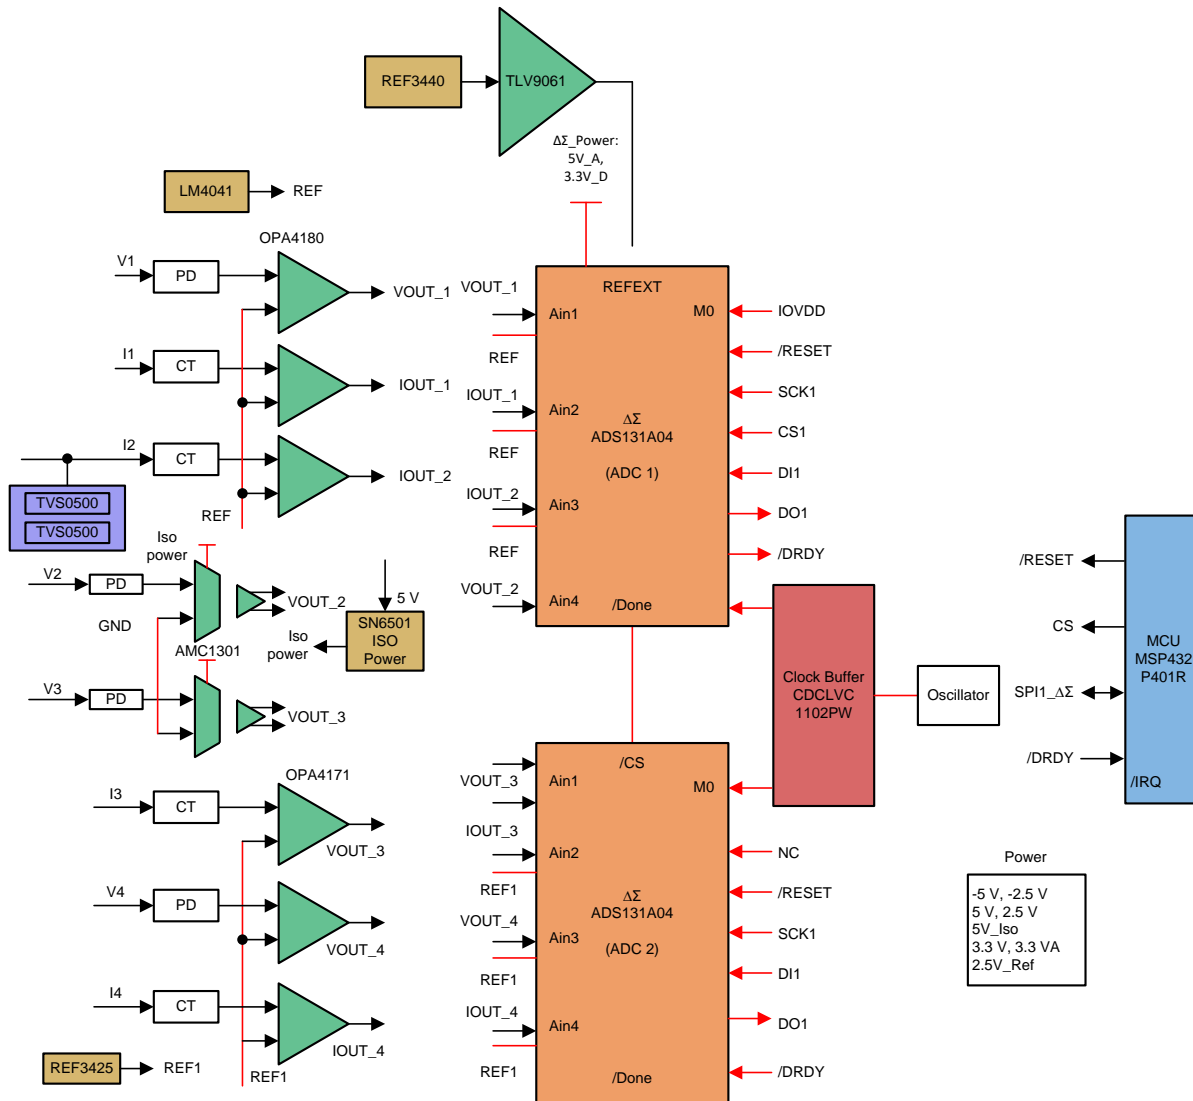 REF3440
TLV9061
ΔΣ_Power:
5V_A,
3.3V_D
LM4041
REF
OPA4180
V1
PD
VOUT_1
I1
CT
IOUT_1
I2
CT
IOUT_2
TVS0500
TVS0500
REF
Iso
power
V2
PD
VOUT_2
GND
AMC1301
5 V
SN6501
ISO
Power
Iso
power
V3
PD
VOUT_3
OPA4171
I3
CT
VOUT_3
V4
PD
VOUT_4
I4
CT
IOUT_4
REF3425
REF1
REF1
REFEXT
VOUT_1
Ain1
REF
IOUT_1
Ain2
REF
IOUT_2
Ain3
REF
VOUT_2
Ain4
ΔΣ
ADS131A04
(ADC 1)
/Done
M0
IOVDD
/RESET
SCK1
CS1
DI1
DO1
/DRDY
Clock Buffer
CDCLVC
1102PW
Oscillator
/CS
VOUT_3
Ain1
IOUT_3
Ain2
REF1
VOUT_4
Ain3
REF1
IOUT_4
Ain4
REF1
ΔΣ
ADS131A04
(ADC 2)
/Done
M0
NC
/RESET
SCK1
DI1
DO1
/DRDY
/RESET
CS
SPI1_ΔΣ
/DRDY
MCU
MSP432
P401R
/IRQ
Power
-5 V, -2.5 V
5 V, 2.5 V
5V_Iso
3.3 V, 3.3 VA
2.5V_Ref